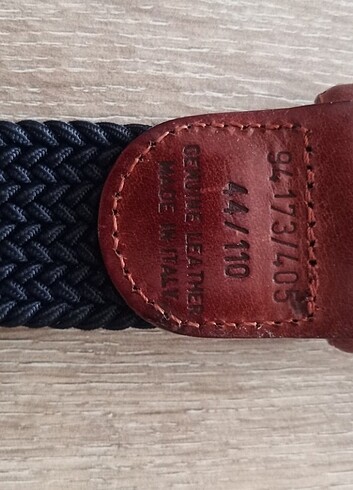 94 173/405
44/110
GENUINE LEATHER
MADE IN ITALY